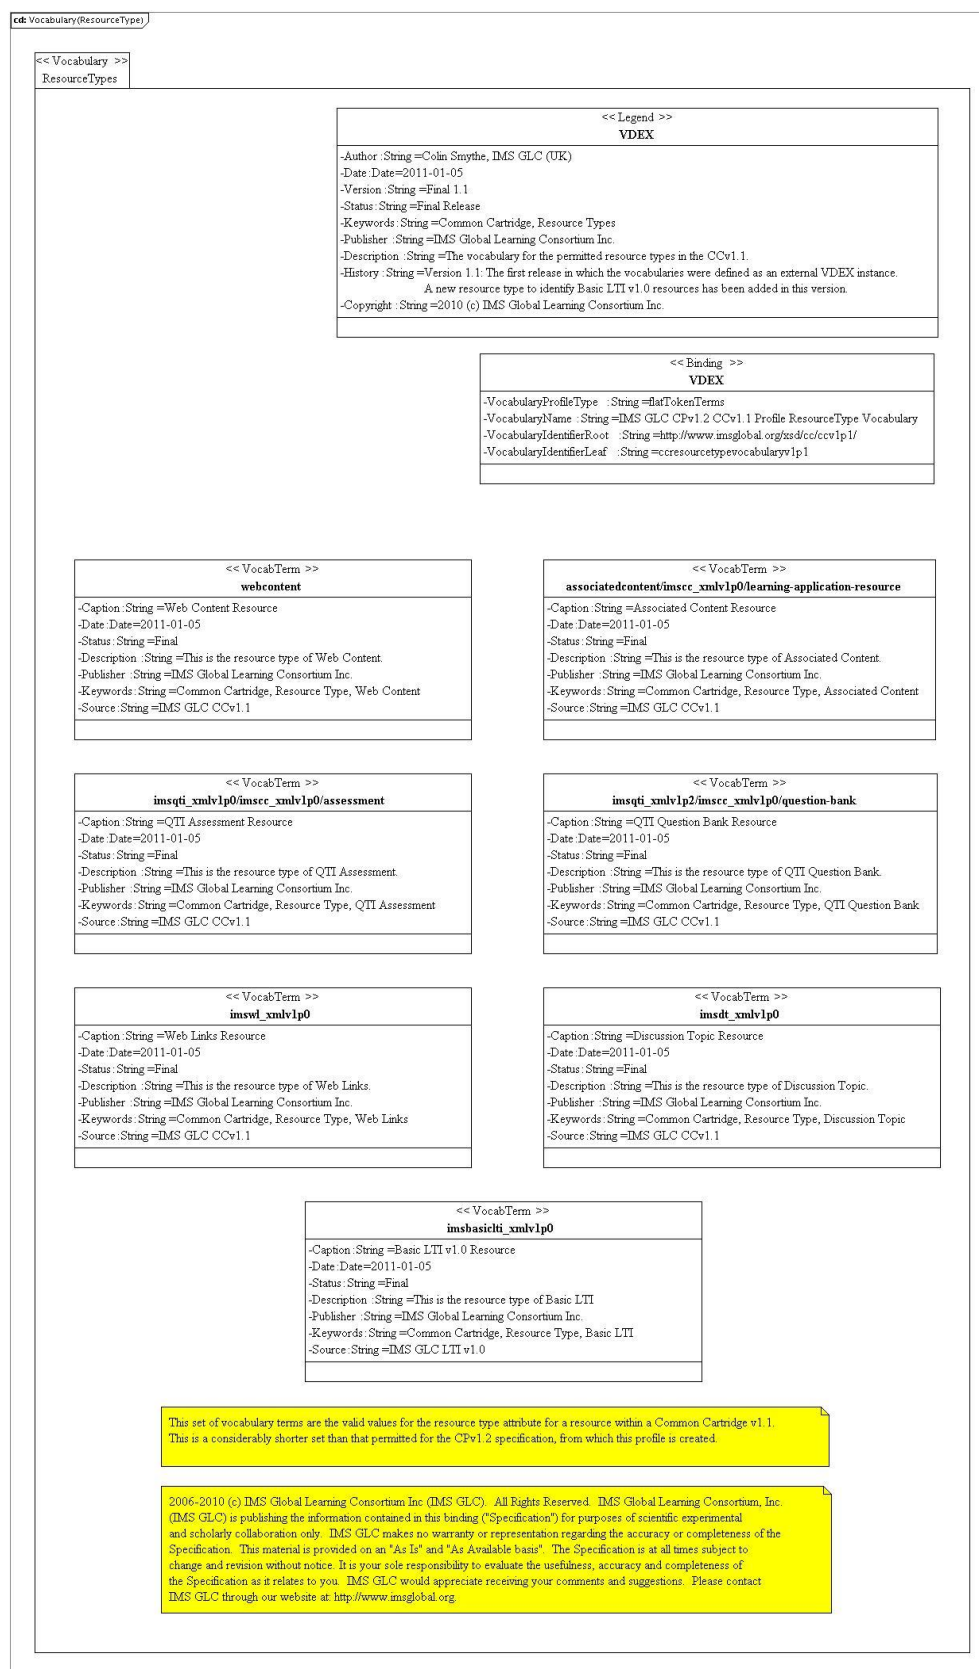 cd: Vocabulary(ResourceType)
<< Vocabulary >>
ResourceTypes
<< Legend >>
VDEX
-Author :String =Colin Smythe, IMS GLC (UK)
-Date:Date=2011-01-05
-Version :String =Final 1.1
-Status:String =Final Release
-Keywords:String =Common Cartridge, Resource Types
-Publisher :String =IMS Global Learning Consortium Inc.
-Description :String =The vocabulary for the permitted resource types in the CCv1.1.
-History :String =Version 1.1: The first release in which the vocabularies were defined as an external VDEX instance.
A new resource type to identify Basic LTI v1.0 resources has been added in this version.
-Copyright :String =2010 (c) IMS Global Learning Consortium Inc.
<< Binding >>
VDEX
-VocabularyProfileType :String =flatTokenTerms
-VocabularyName :String =IMS GLC CPv1.2 CCv1.1 Profile ResourceType Vocabulary
-VocabularyIdentifierRoot :String =http://www.imsglobal.org/xsd/cc/ccv1p1/
-VocabularyIdentifierLeaf :String =ccresourcetypevocabularyv1p1
<< VocabTerm >>
webcontent
-Caption:String =Web Content Resource
-Date:Date=2011-01-05
-Status:String =Final
-Description :String =This is the resource type of Web Content.
-Publisher :String =IMS Global Learning Consortium Inc.
-Keywords:String =Common Cartridge, Resource Type, Web Content
-Source:String =IMS GLC CCv1.1
<< VocabTerm >>
associatedcontent/imscc_xmlv1p0/learning-application-resource
-Caption:String =Associated Content Resource
-Date:Date=2011-01-05
-Status:String =Final
-Description :String =This is the resource type of Associated Content.
-Publisher :String =IMS Global Learning Consortium Inc.
-Keywords:String =Common Cartridge, Resource Type, Associated Content
-Source:String =IMS GLC CCv1.1
<< VocabTerm >>
imsqti_xmlv1p0/imscc_xmlv1p0/assessment
-Caption:String =QTI Assessment Resource
-Date:Date=2011-01-05
-Status:String =Final
-Description :String =This is the resource type of QTI Assessment.
-Publisher :String =IMS Global Learning Consortium Inc.
-Keywords:String =Common Cartridge, Resource Type, QTI Assessment
-Source:String =IMS GLC CCv1.1
<< VocabTerm >>
imsqti_xmlv1p2/imscc_xmlv1p0/question-bank
-Caption:String =QTI Question Bank Resource
-Date:Date=2011-01-05
-Status:String =Final
-Description :String =This is the resource type of QTI Question Bank.
-Publisher :String =IMS Global Learning Consortium Inc.
-Keywords:String =Common Cartridge, Resource Type, QTI Question Bank
-Source:String =IMS GLC CCv1.1
<< VocabTerm >>
imswl_xmlv1p0
-Caption:String =Web Links Resource
-Date:Date=2011-01-05
-Status:String =Final
-Description :String =This is the resource type of Web Links.
-Publisher :String =IMS Global Learning Consortium Inc.
-Keywords:String =Common Cartridge, Resource Type, Web Links
-Source:String =IMS GLC CCv1.1
<< VocabTerm >>
imsdt_xmlv1p0
-Caption:String =Discussion Topic Resource
-Date:Date=2011-01-05
-Status:String =Final
-Description :String =This is the resource type of Discussion Topic.
-Publisher :String =IMS Global Learning Consortium Inc.
-Keywords:String =Common Cartridge, Resource Type, Discussion Topic
-Source:String =IMS GLC CCv1.1
<< VocabTerm >>
imsbasiclti_xmlv1p0
-Caption:String =Basic LTI v1.0 Resource
-Date:Date=2011-01-05
-Status:String =Final
-Description :String =This is the resource type of Basic LTI
-Publisher :String =IMS Global Learning Consortium Inc.
-Keywords:String =Common Cartridge, Resource Type, Basic LTI
-Source:String =IMS GLC LTI v1.0
This set of vocabulary terms are the valid values for the resource type attribute for a resource within a Common Cartridge v1.1.
This is a considerably shorter set than that permitted for the CPv1.2 specification, from which this profile is created.
2006-2010 (c) IMS Global Learning Consortium Inc (IMS GLC). All Rights Reserved. IMS Global Learning Consortium, Inc.
(IMS GLC) is publishing the information contained in this binding ("Specification") for purposes of scientific experimental
and scholarly collaboration only. IMS GLC makes no warranty or representation regarding the accuracy or completeness of the
Specification. This material is provided on an "As Is" and "As Available basis". The Specification is at all times subject to
change and revision without notice. It is your sole responsibility to evaluate the usefulness, accuracy and completeness of
the Specification as it relates to you. IMS GLC would appreciate receiving your comments and suggestions. Please contact
IMS GLC through our website at: http://www.imsglobal.org.